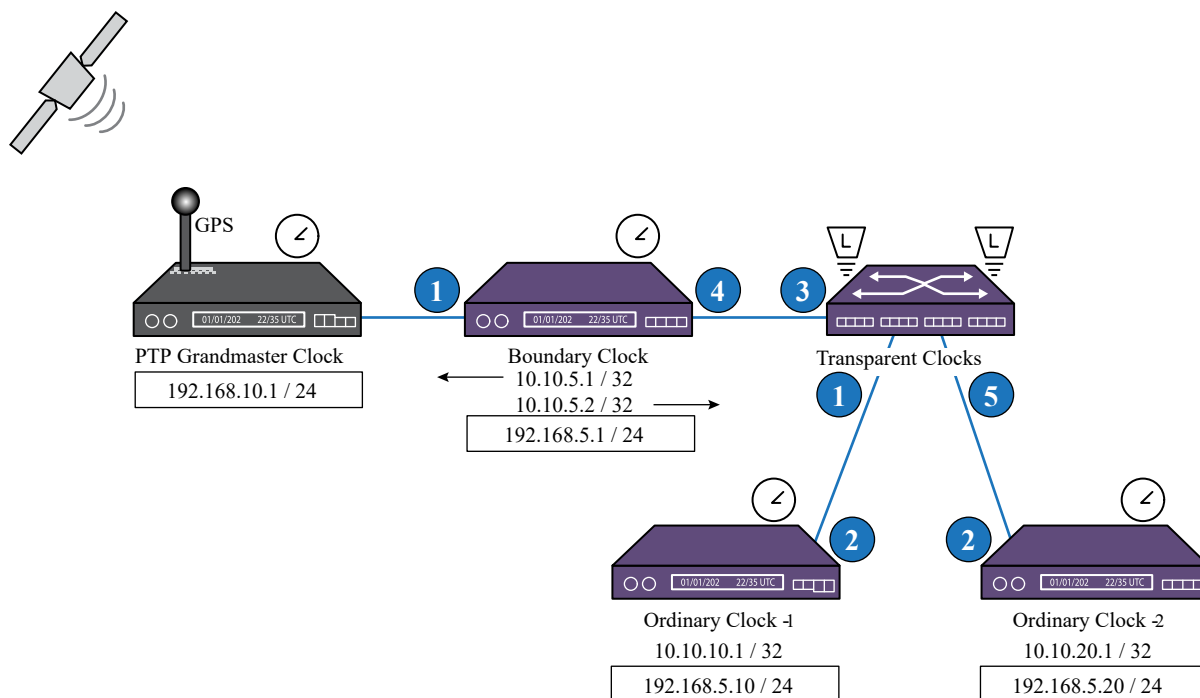 GPS
L
L
1
4
3
01/01/202 22/35 UTC
01/01/202 22/35 UTC
PTP Grandmaster Clock
192.168.10.1 / 24
Boundary Clock
10.10.5.1 / 32
10.10.5.2 / 32
192.168.5.1 / 24
Transparent Clocks
1
5
2
2
01/01/202 22/35 UTC
01/01/202 22/35 UTC
Ordinary Clock -1
10.10.10.1 / 32
192.168.5.10 / 24
Ordinary Clock -2
10.10.20.1 / 32
192.168.5.20 / 24